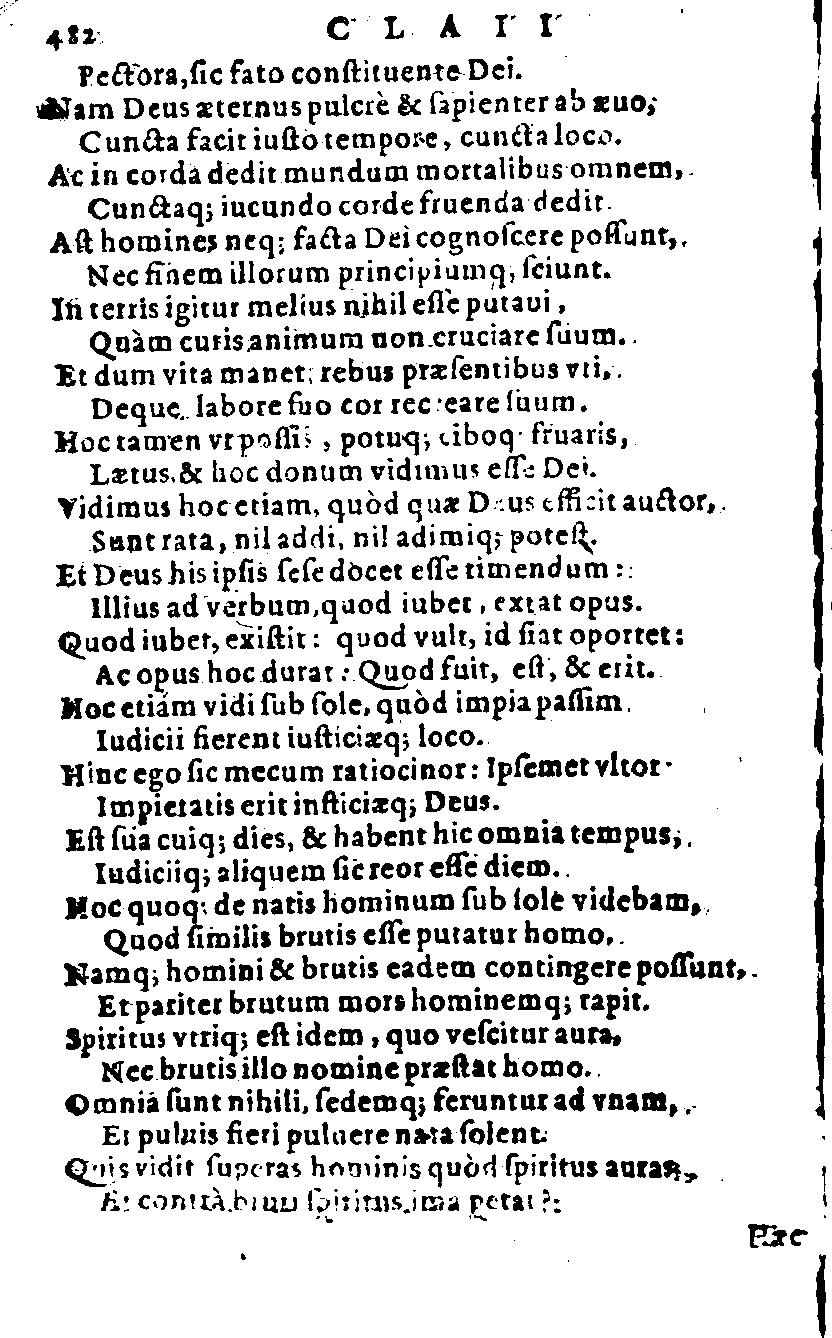 482 C L A I I
Pectora, ſic fato conſtituente Dei.
Nam Deus æternus pulcrè & ſapienter ab æuo,
Cuncta facit iuſto tempore, cuncta loco.
Ac in corda dedit mundum mortalibus omnem,
Cunctaq; iucundo corde fruenda dedit.
Aſt homines neq; facta Dei cognoſcere poſſunt,
Nec finem illorum principiumq; ſciunt.
In terris igitur melius nihil eſſe putaui,
Quàm curis animum non cruciare ſuum.
Et dum vita manet, rebus præſentibus vti,
Deque labore ſuo cor recreare ſuum.
Hoc tamen vt poſſis, potuq; ciboq fruaris,
Lætus, & hoc donum vidimus eſſe Dei.
Vidimus hoc etiam, quòd quæ Deus efficit auctor,
Sunt rata, nil addi, nil adimiq; poteſt.
Et Deus his ipſis ſeſe docet eſſe timendum:
Illius ad verbum, quod iubet, extat opus.
Quod iubet, exiſtit: quod vult, id fiat oportet:
Ac opus hoc durat: Quod fuit, eſt, & erit.
Hoc etiám vidi ſub ſole, quòd impia paſſim
Iudicii fierent iuſticiæq; loco.
Hinc ego ſic mecum ratiocinor: Ipſemet vltor
Impietatis erit inſticiæq; Deus.
Eſt ſua cuiq; dies, & habent hic omnia tempus,
Iudiciiq; aliquem ſic reor eſſe diem.
Hoc quoq; de natis hominum ſub ſole videbam,
Quod ſimilis brutis eſſe putatur homo.
Namq; homini & brutis eadem contingere poſſunt,
Et pariter brutum mors hominemq; rapit.
Spiritus vtriq; eſt idem, quo veſcitur aura,
Nec brutis illo nomine præſtat homo.
Omnia ſunt nihili, ſedemq; feruntur ad vnam,
Et puluis fieri puluere nata ſolent:
Quis vidit ſuperas hominis quòd ſpiritus auras,
Et contrà bruti ſpiritus ima petat?
Hæc